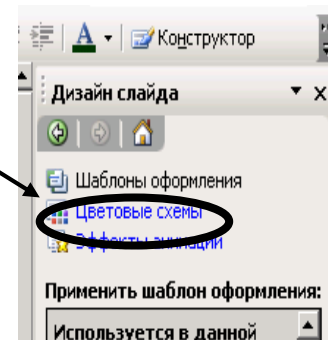 A Конструктор
Дизайн слайда
Шаблоны оформления
Цветовые схемы
Эффекты анимации
Применить шаблон оформления:
Используется в данной